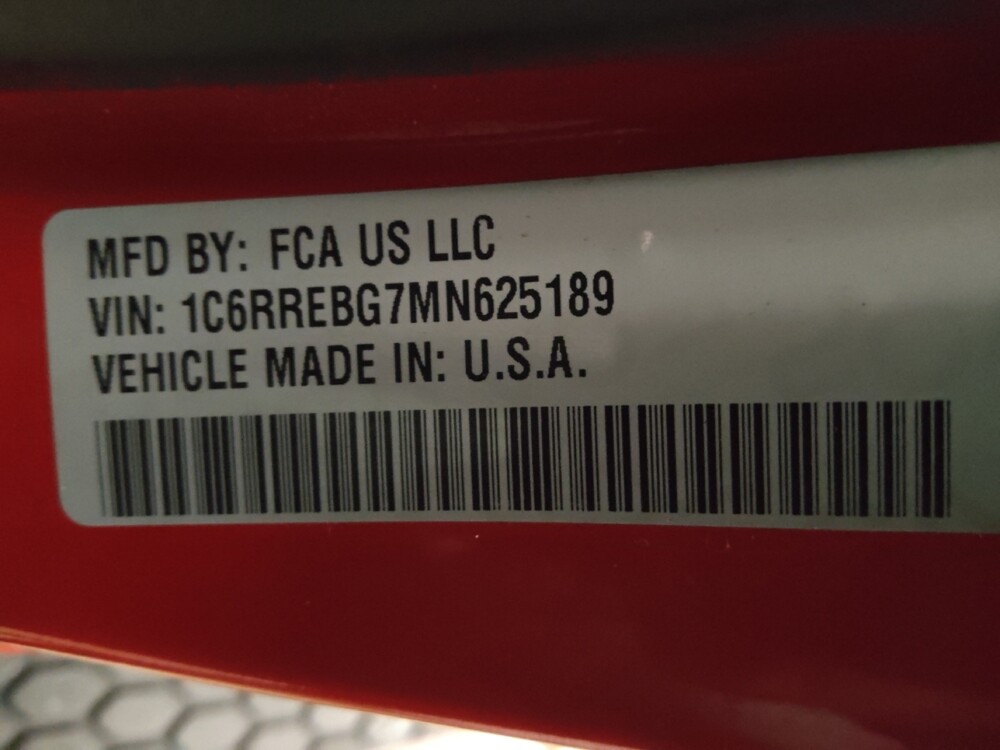 MFD BY: FCA US LLC
VIN: 1C6RREBG7MN625189
VEHICLE MADE IN: U.S.A.